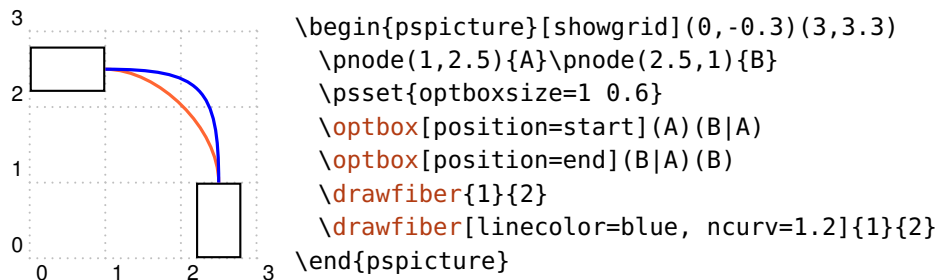 3
2
1
0
0 1 2 3
\begin{pspicture}[showgrid](0,-0.3)(3,3.3)
\pnode(1,2.5){A}\pnode(2.5,1){B}
\psset{optboxsize=1 0.6}
\optbox[position=start](A)(B|A)
\optbox[position=end](B|A)(B)
\drawfiber{1}{2}
\drawfiber[linecolor=blue, ncurv=1.2]{1}{2}
\end{pspicture}